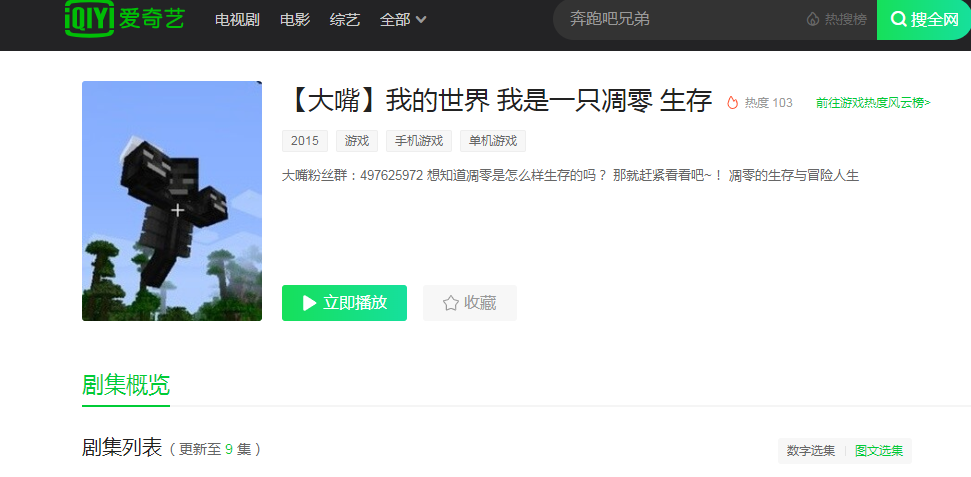 iQIYI 爱奇艺 电视剧 电影 综艺 全部 奔跑吧兄弟 热搜榜 搜全网
【大嘴】我的世界 我是一只凋零 生存 热度 103 前往游戏热度风云榜>
2015 游戏 手机游戏 单机游戏
大嘴粉丝群：497625972 想知道凋零是怎么样生存的吗？ 那就赶紧看看吧~！ 凋零的生存与冒险人生
立即播放 收藏
剧集概览
剧集列表（更新至 9 集） 数字选集 图文选集